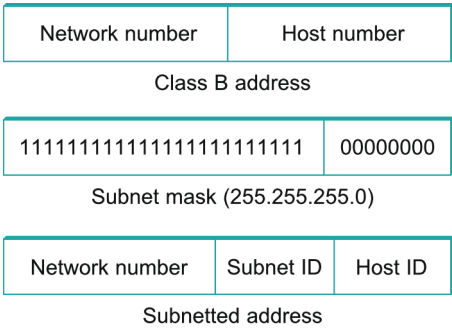 Network number Host number
Class B address
111111111111111111111111 00000000
Subnet mask (255.255.255.0)
Network number Subnet ID Host ID
Subnetted address